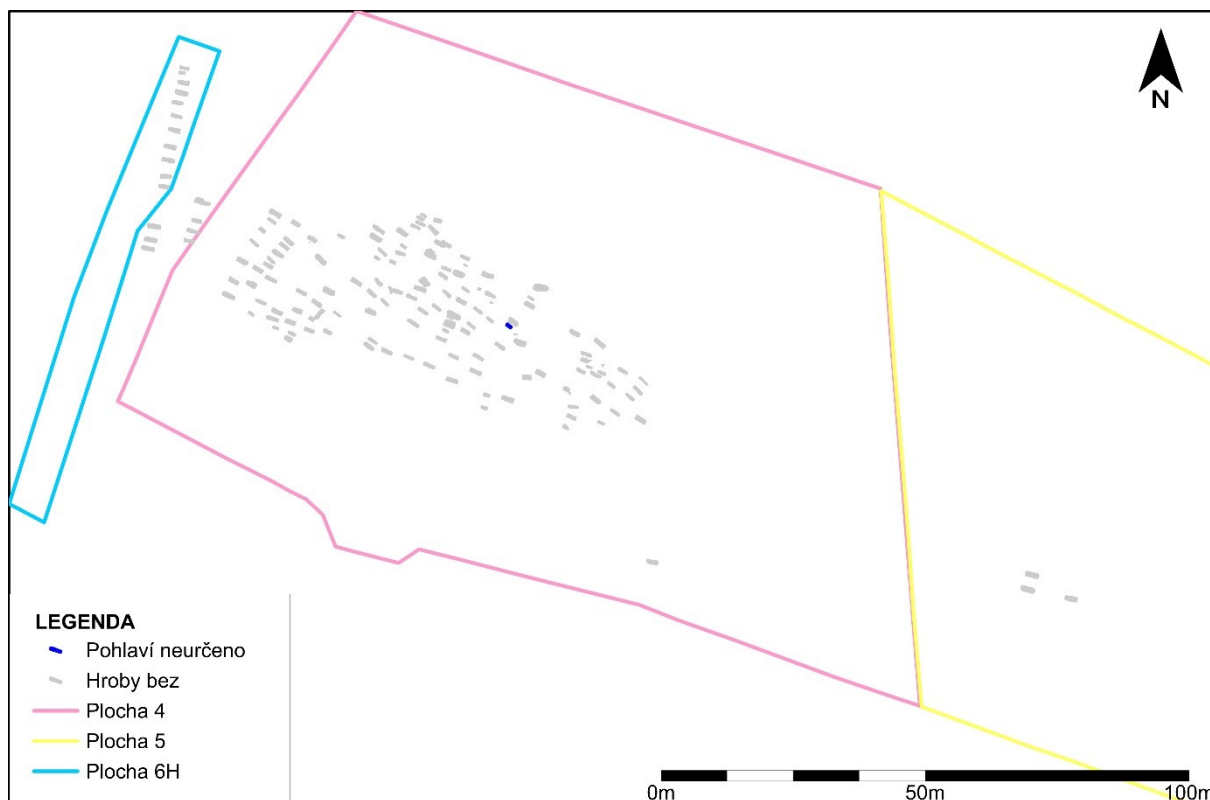 N
LEGENDA
Pohlaví neurčeno
Hroby bez
Plocha 4
Plocha 5
Plocha 6H
0m 50m 100m